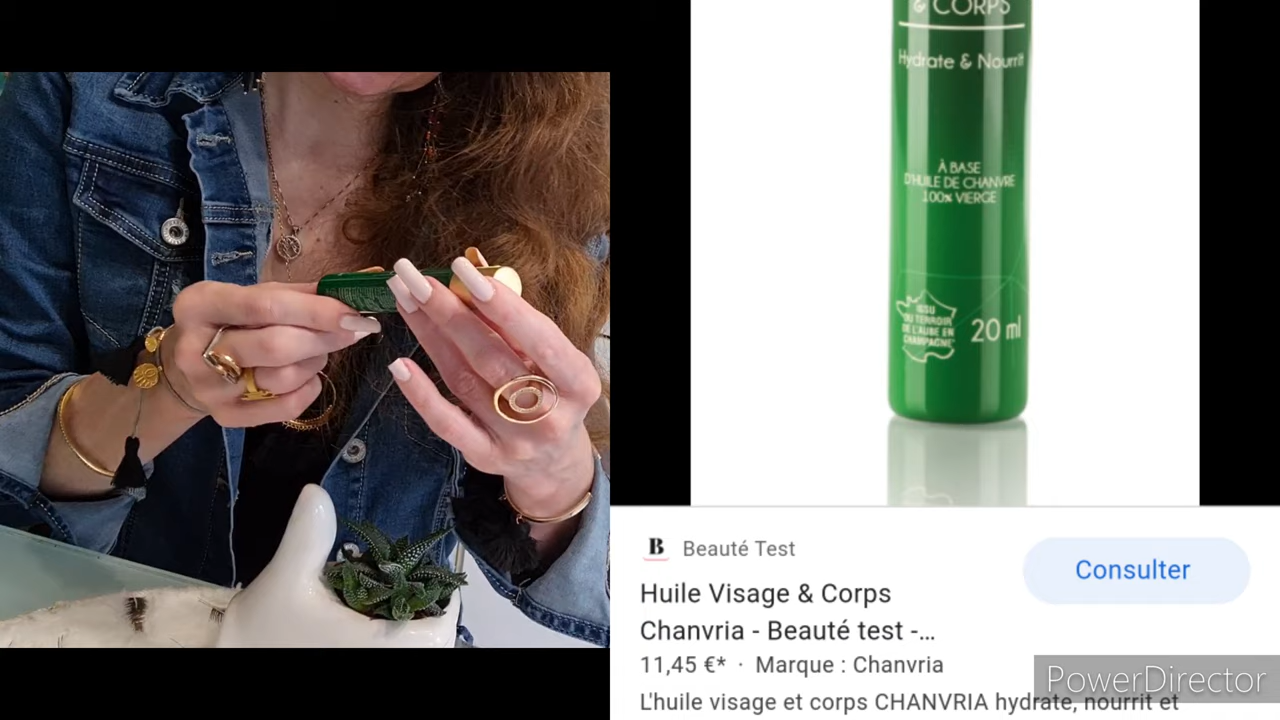 & CORPS
Hydrate & Nourrit
À BASE
D'HUILE DE CHANVRE
100% VIERGE
ISSU
DU TERROIR
DE L'AUBE EN
CHAMPAGNE*
20 ml
B Beauté Test
Consulter
Huile Visage & Corps
Chanvria - Beauté test -...
11,45 €* · Marque : Chanvria
L'huile visage et corps CHANVRIA hydrate, nourrit et
PowerDirector